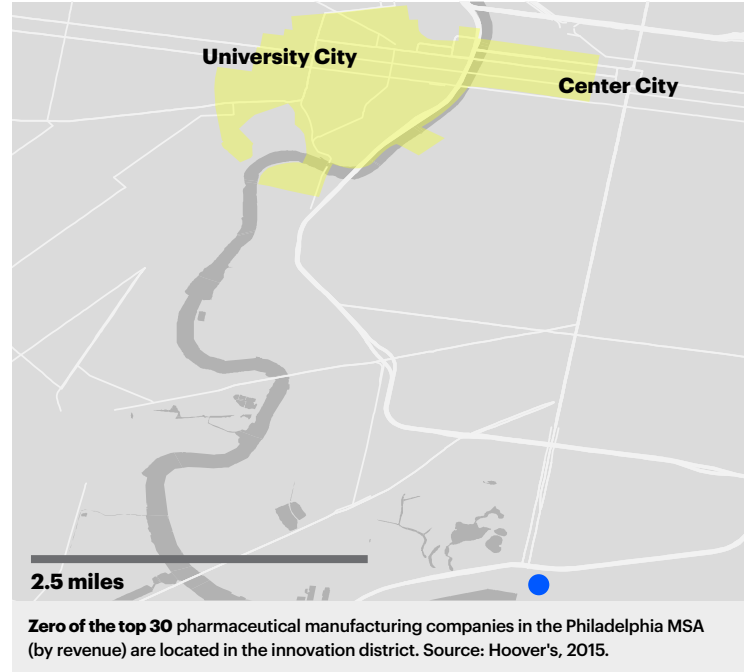 University City
Center City
2.5 miles
Zero of the top 30 pharmaceutical manufacturing companies in the Philadelphia MSA
(by revenue) are located in the innovation district. Source: Hoover's, 2015.